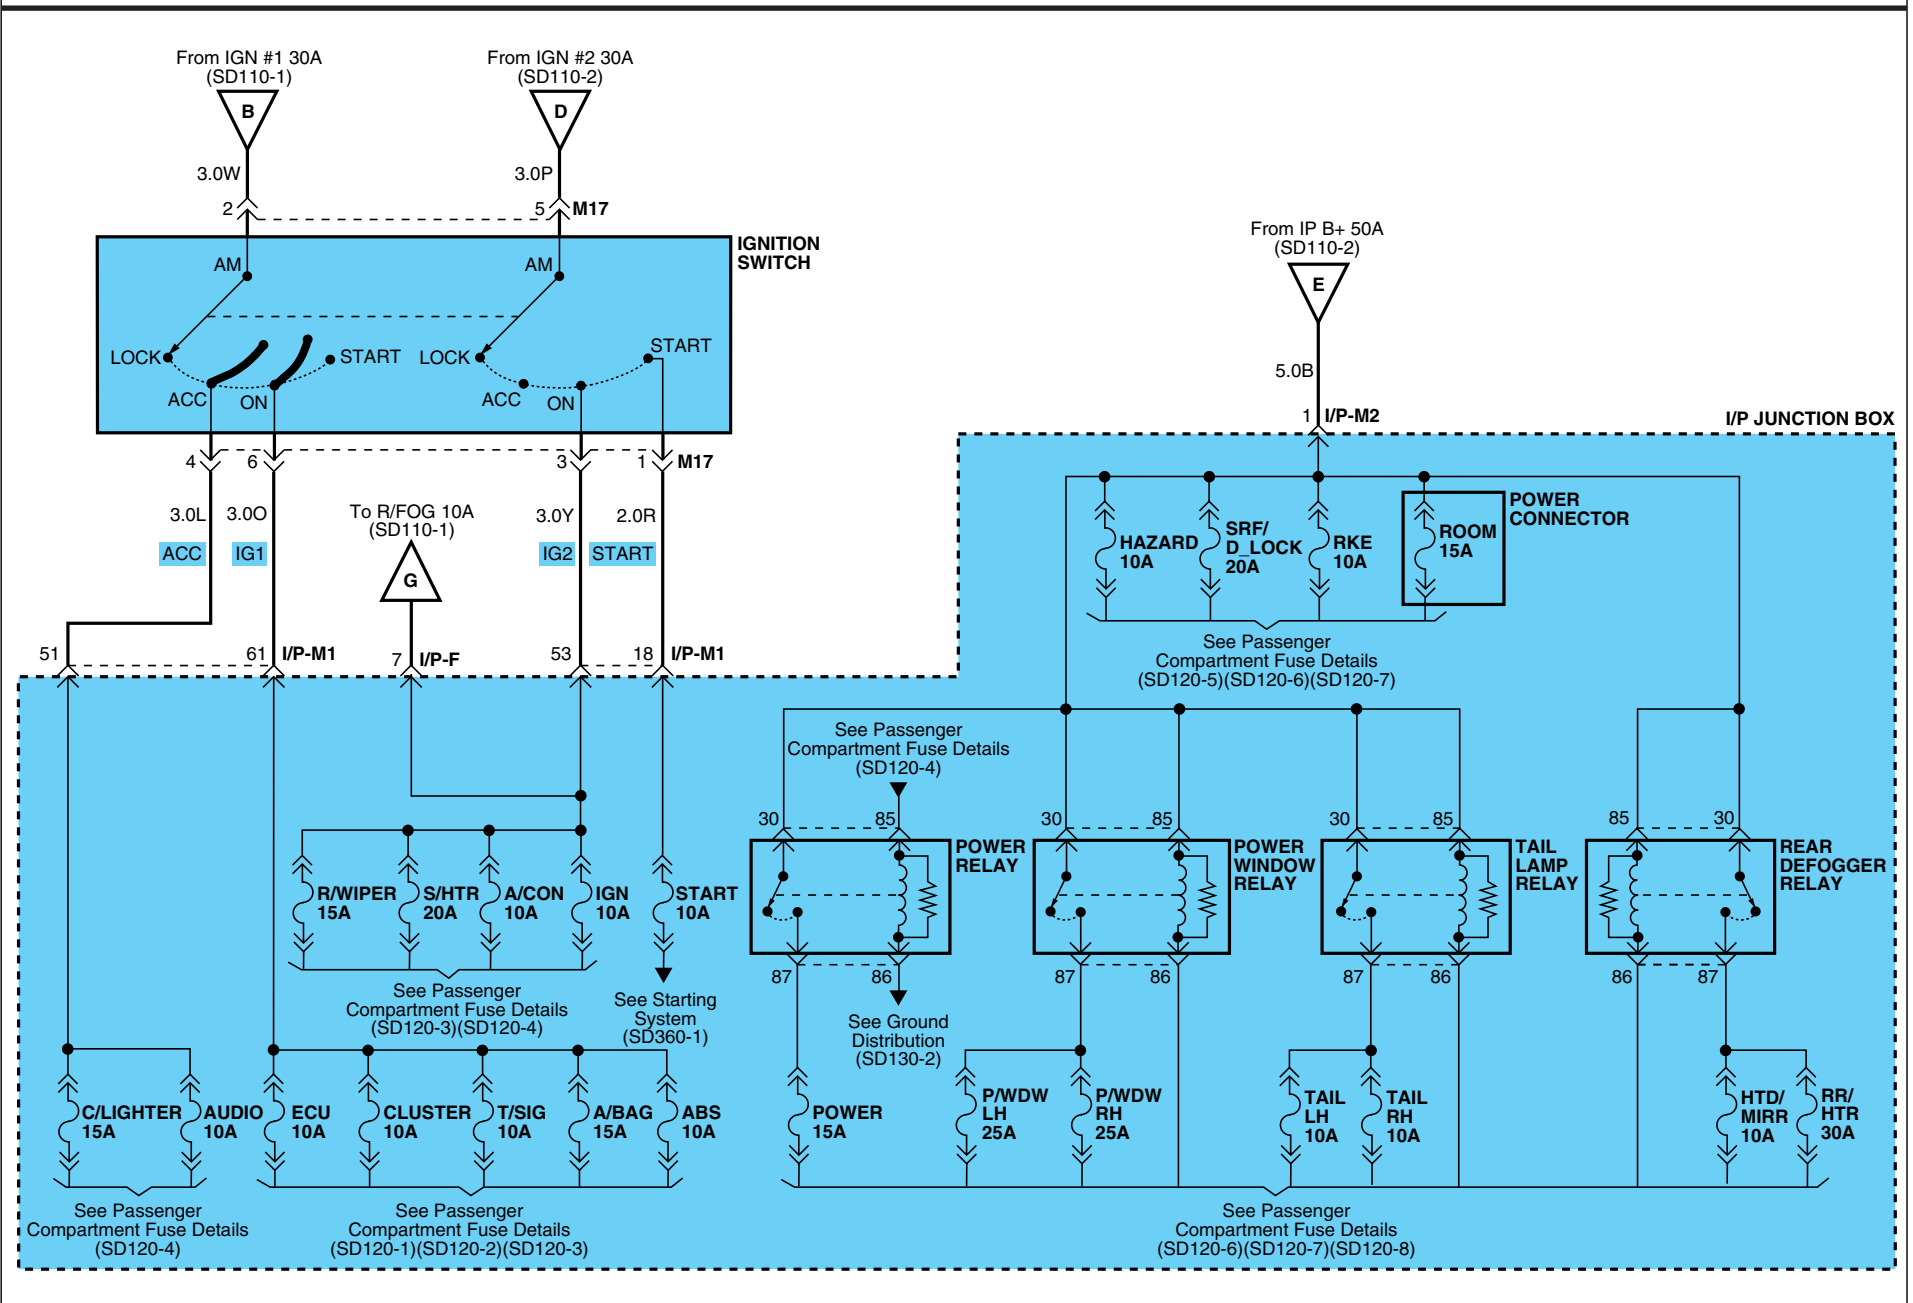 From IGN #1 30A
(SD110-1)
B
3.0W
2
From IGN #2 30A
(SD110-2)
D
3.0P
5
M17
IGNITION
SWITCH
AM
AM
LOCK
START
ACC
ON
LOCK
START
ACC
ON
4
6
3
1
M17
3.0L
3.0O
3.0Y
2.0R
ACC
IG1
IG2
START
To R/FOG 10A
(SD110-1)
G
51
61
I/P-M1
7
I/P-F
53
18
I/P-M1
From IP B+ 50A
(SD110-2)
E
5.0B
1
I/P-M2
I/P JUNCTION BOX
HAZARD
10A
SRF/
D_LOCK
20A
RKE
10A
ROOM
15A
POWER
CONNECTOR
See Passenger
Compartment Fuse Details
(SD120-5)(SD120-6)(SD120-7)
See Passenger
Compartment Fuse Details
(SD120-4)
30
85
POWER
RELAY
87
86
30
85
POWER
WINDOW
RELAY
87
86
30
85
TAIL
LAMP
RELAY
87
86
85
30
REAR
DEFOGGER
RELAY
86
87
R/WIPER
15A
S/HTR
20A
A/CON
10A
IGN
10A
START
10A
See Passenger
Compartment Fuse Details
(SD120-3)(SD120-4)
See Starting
System
(SD360-1)
See Ground
Distribution
(SD130-2)
C/LIGHTER
15A
AUDIO
10A
ECU
10A
CLUSTER
10A
T/SIG
10A
A/BAG
15A
ABS
10A
POWER
15A
P/WDW
LH
25A
P/WDW
RH
25A
TAIL
LH
10A
TAIL
RH
10A
HTD/
MIRR
10A
RR/
HTR
30A
See Passenger
Compartment Fuse Details
(SD120-4)
See Passenger
Compartment Fuse Details
(SD120-1)(SD120-2)(SD120-3)
See Passenger
Compartment Fuse Details
(SD120-6)(SD120-7)(SD120-8)